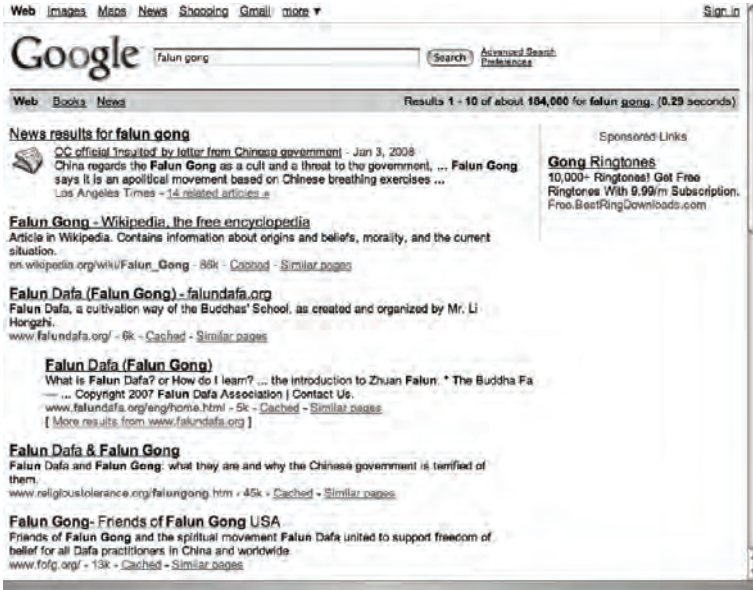 Web Images Maps News Shopping Gmail more ▼
Sign in
Google
falun gong
Search
Advanced Search
Preferences
Web Books News
Results 1 - 10 of about 184,000 for falun gong. (0.29 seconds)
News results for falun gong
OC official 'insulted' by letter from Chinese government - Jan 3, 2008
China regards the Falun Gong as a cult and a threat to the government, ... Falun Gong
says it is an apolitical movement based on Chinese breathing exercises ...
Los Angeles Times - 14 related articles »
Falun Gong - Wikipedia, the free encyclopedia
Article in Wikipedia. Contains information about origins and beliefs, morality, and the current
situation.
en.wikipedia.org/wiki/Falun_Gong - 86k - Cached - Similar pages
Falun Dafa (Falun Gong) - falundafa.org
Falun Dafa, a cultivation way of the Buddhas' School, as created and organized by Mr. Li
Hongzhi.
www.falundafa.org/ - 6k - Cached - Similar pages
Falun Dafa (Falun Gong)
What is Falun Dafa? or How do I learn? ... the introduction to Zhuan Falun. * The Buddha Fa
— ... Copyright 2007 Falun Dafa Association | Contact Us.
www.falundafa.org/eng/home.html - 5k - Cached - Similar pages
[ More results from www.falundafa.org ]
Falun Dafa & Falun Gong
Falun Dafa and Falun Gong: what they are and why the Chinese government is terrified of
them.
www.religioustolerance.org/falungong.htm - 45k - Cached - Similar pages
Falun Gong- Friends of Falun Gong USA
Friends of Falun Gong and the spiritual movement Falun Dafa united to support freedom of
belief for all Dafa practitioners in China and worldwide.
www.fofg.org/ - 13k - Cached - Similar pages
Sponsored Links
Gong Ringtones
10,000+ Ringtones! Get Free
Ringtones With 9.99/m Subscription.
Free.BestRingDownloads.com